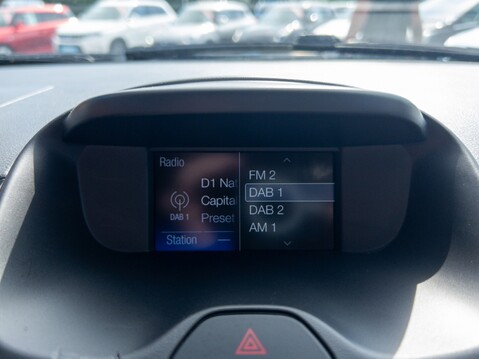 Radio
D1 Nat
Capita
Preset
DAB 1
Station
FM 2
DAB 1
DAB 2
AM 1